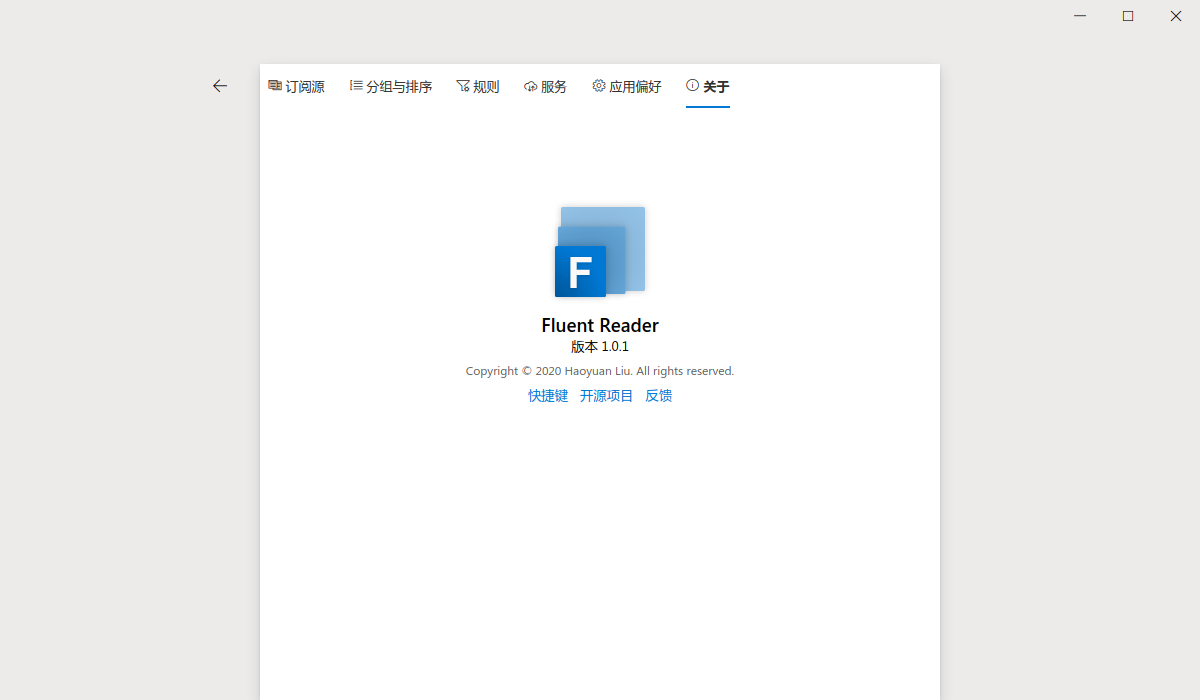 订阅源 分组与排序 规则 服务 应用偏好 关于
F
Fluent Reader
版本 1.0.1
Copyright © 2020 Haoyuan Liu. All rights reserved.
快捷键 开源项目 反馈